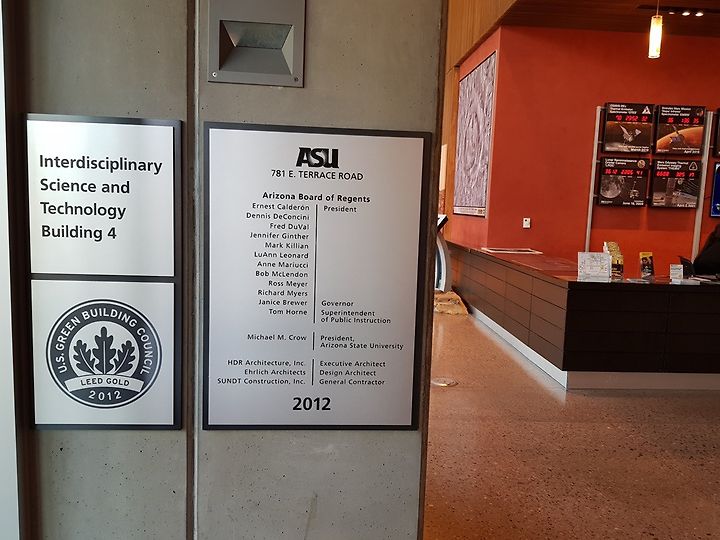 Interdisciplinary
Science and
Technology
Building 4
U.S. GREEN BUILDING COUNCIL
LEED GOLD
2012
ASU
781 E. TERRACE ROAD
Arizona Board of Regents
Ernest Calderón President
Dennis DeConcini
Fred DuVal
Jennifer Ginther
Mark Killian
LuAnn Leonard
Anne Mariucci
Bob McLendon
Ross Meyer
Richard Myers
Janice Brewer Governor
Tom Horne Superintendent
of Public Instruction
Michael M. Crow President,
Arizona State University
HDR Architecture, Inc. Executive Architect
Ehrlich Architects Design Architect
SUNDT Construction, Inc. General Contractor
2012